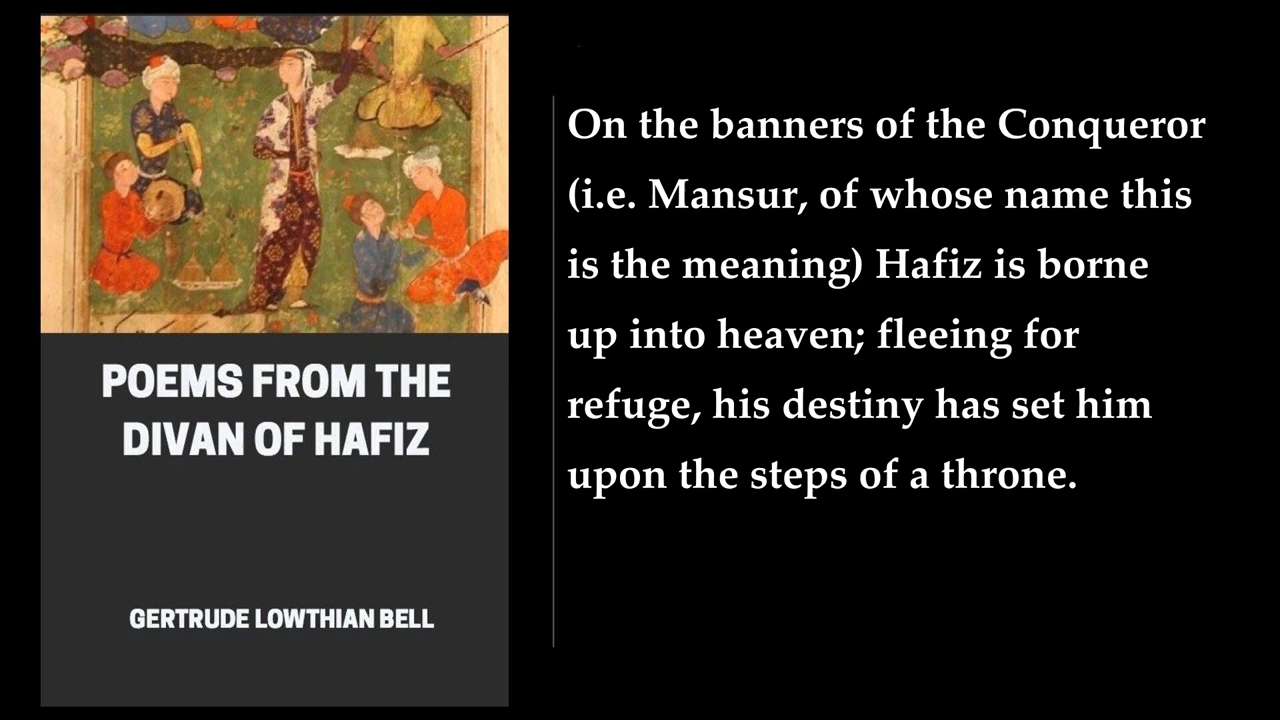 POEMS FROM THE
DIVAN OF HAFIZ
GERTRUDE LOWTHIAN BELL
On the banners of the Conqueror
(i.e. Mansur, of whose name this
is the meaning) Hafiz is borne
up into heaven; fleeing for
refuge, his destiny has set him
upon the steps of a throne.